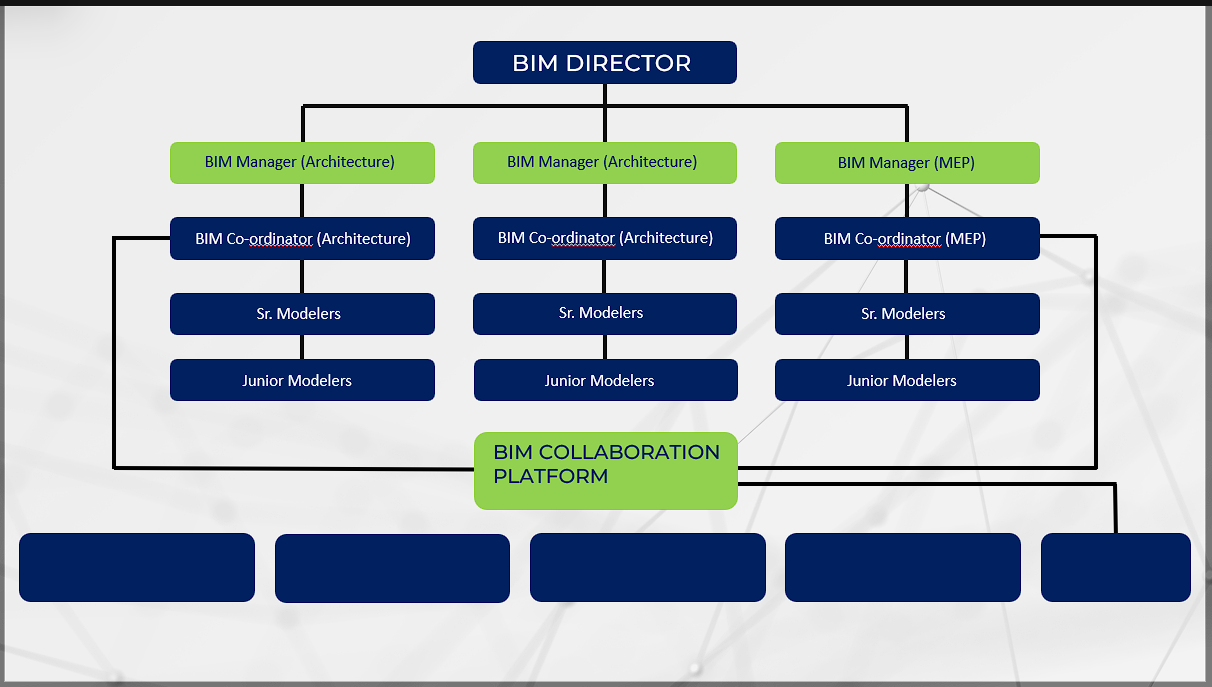 BIM DIRECTOR
BIM Manager (Architecture)
BIM Manager (Architecture)
BIM Manager (MEP)
BIM Co-ordinator (Architecture)
BIM Co-ordinator (Architecture)
BIM Co-ordinator (MEP)
Sr. Modelers
Sr. Modelers
Sr. Modelers
Junior Modelers
Junior Modelers
Junior Modelers
BIM COLLABORATION
PLATFORM